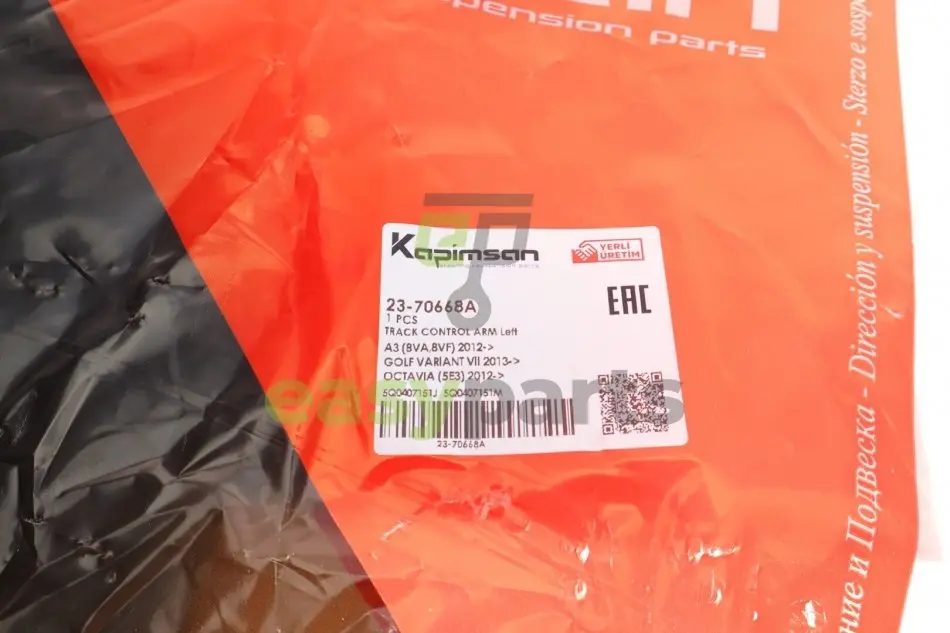 suspension parts
Kapimsan
YERLİ
ÜRETİM
23-70668A
1 PCS
TRACK CONTROL ARM Left
A3 (8VA,8VF) 2012->
GOLF VARIANT VII 2013->
OCTAVIA (5E3) 2012->
5Q0407151J 5Q0407151M
23-70668A
EAC
easyparts
ние и Подвеска - Dirección y suspensión - Sterzo e sosp